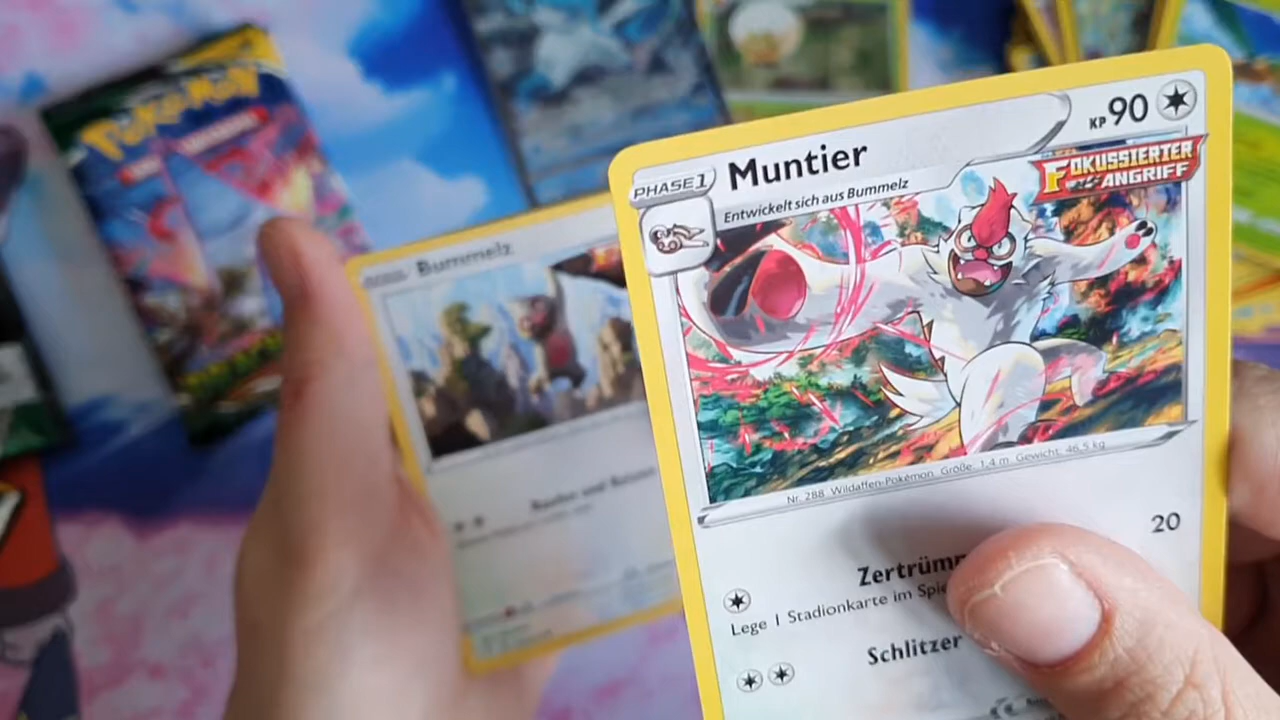 Pokémon
Bummelz
PHASE 1
Muntier
KP 90
Entwickelt sich aus Bummelz
FOKUSSIERTER
ANGRIFF
Nr. 288 Wildaffen-Pokémon Größe: 1,4 m Gewicht: 46,5 kg
Zertrümm
20
Lege 1 Stadionkarte im Spie
Schlitzer